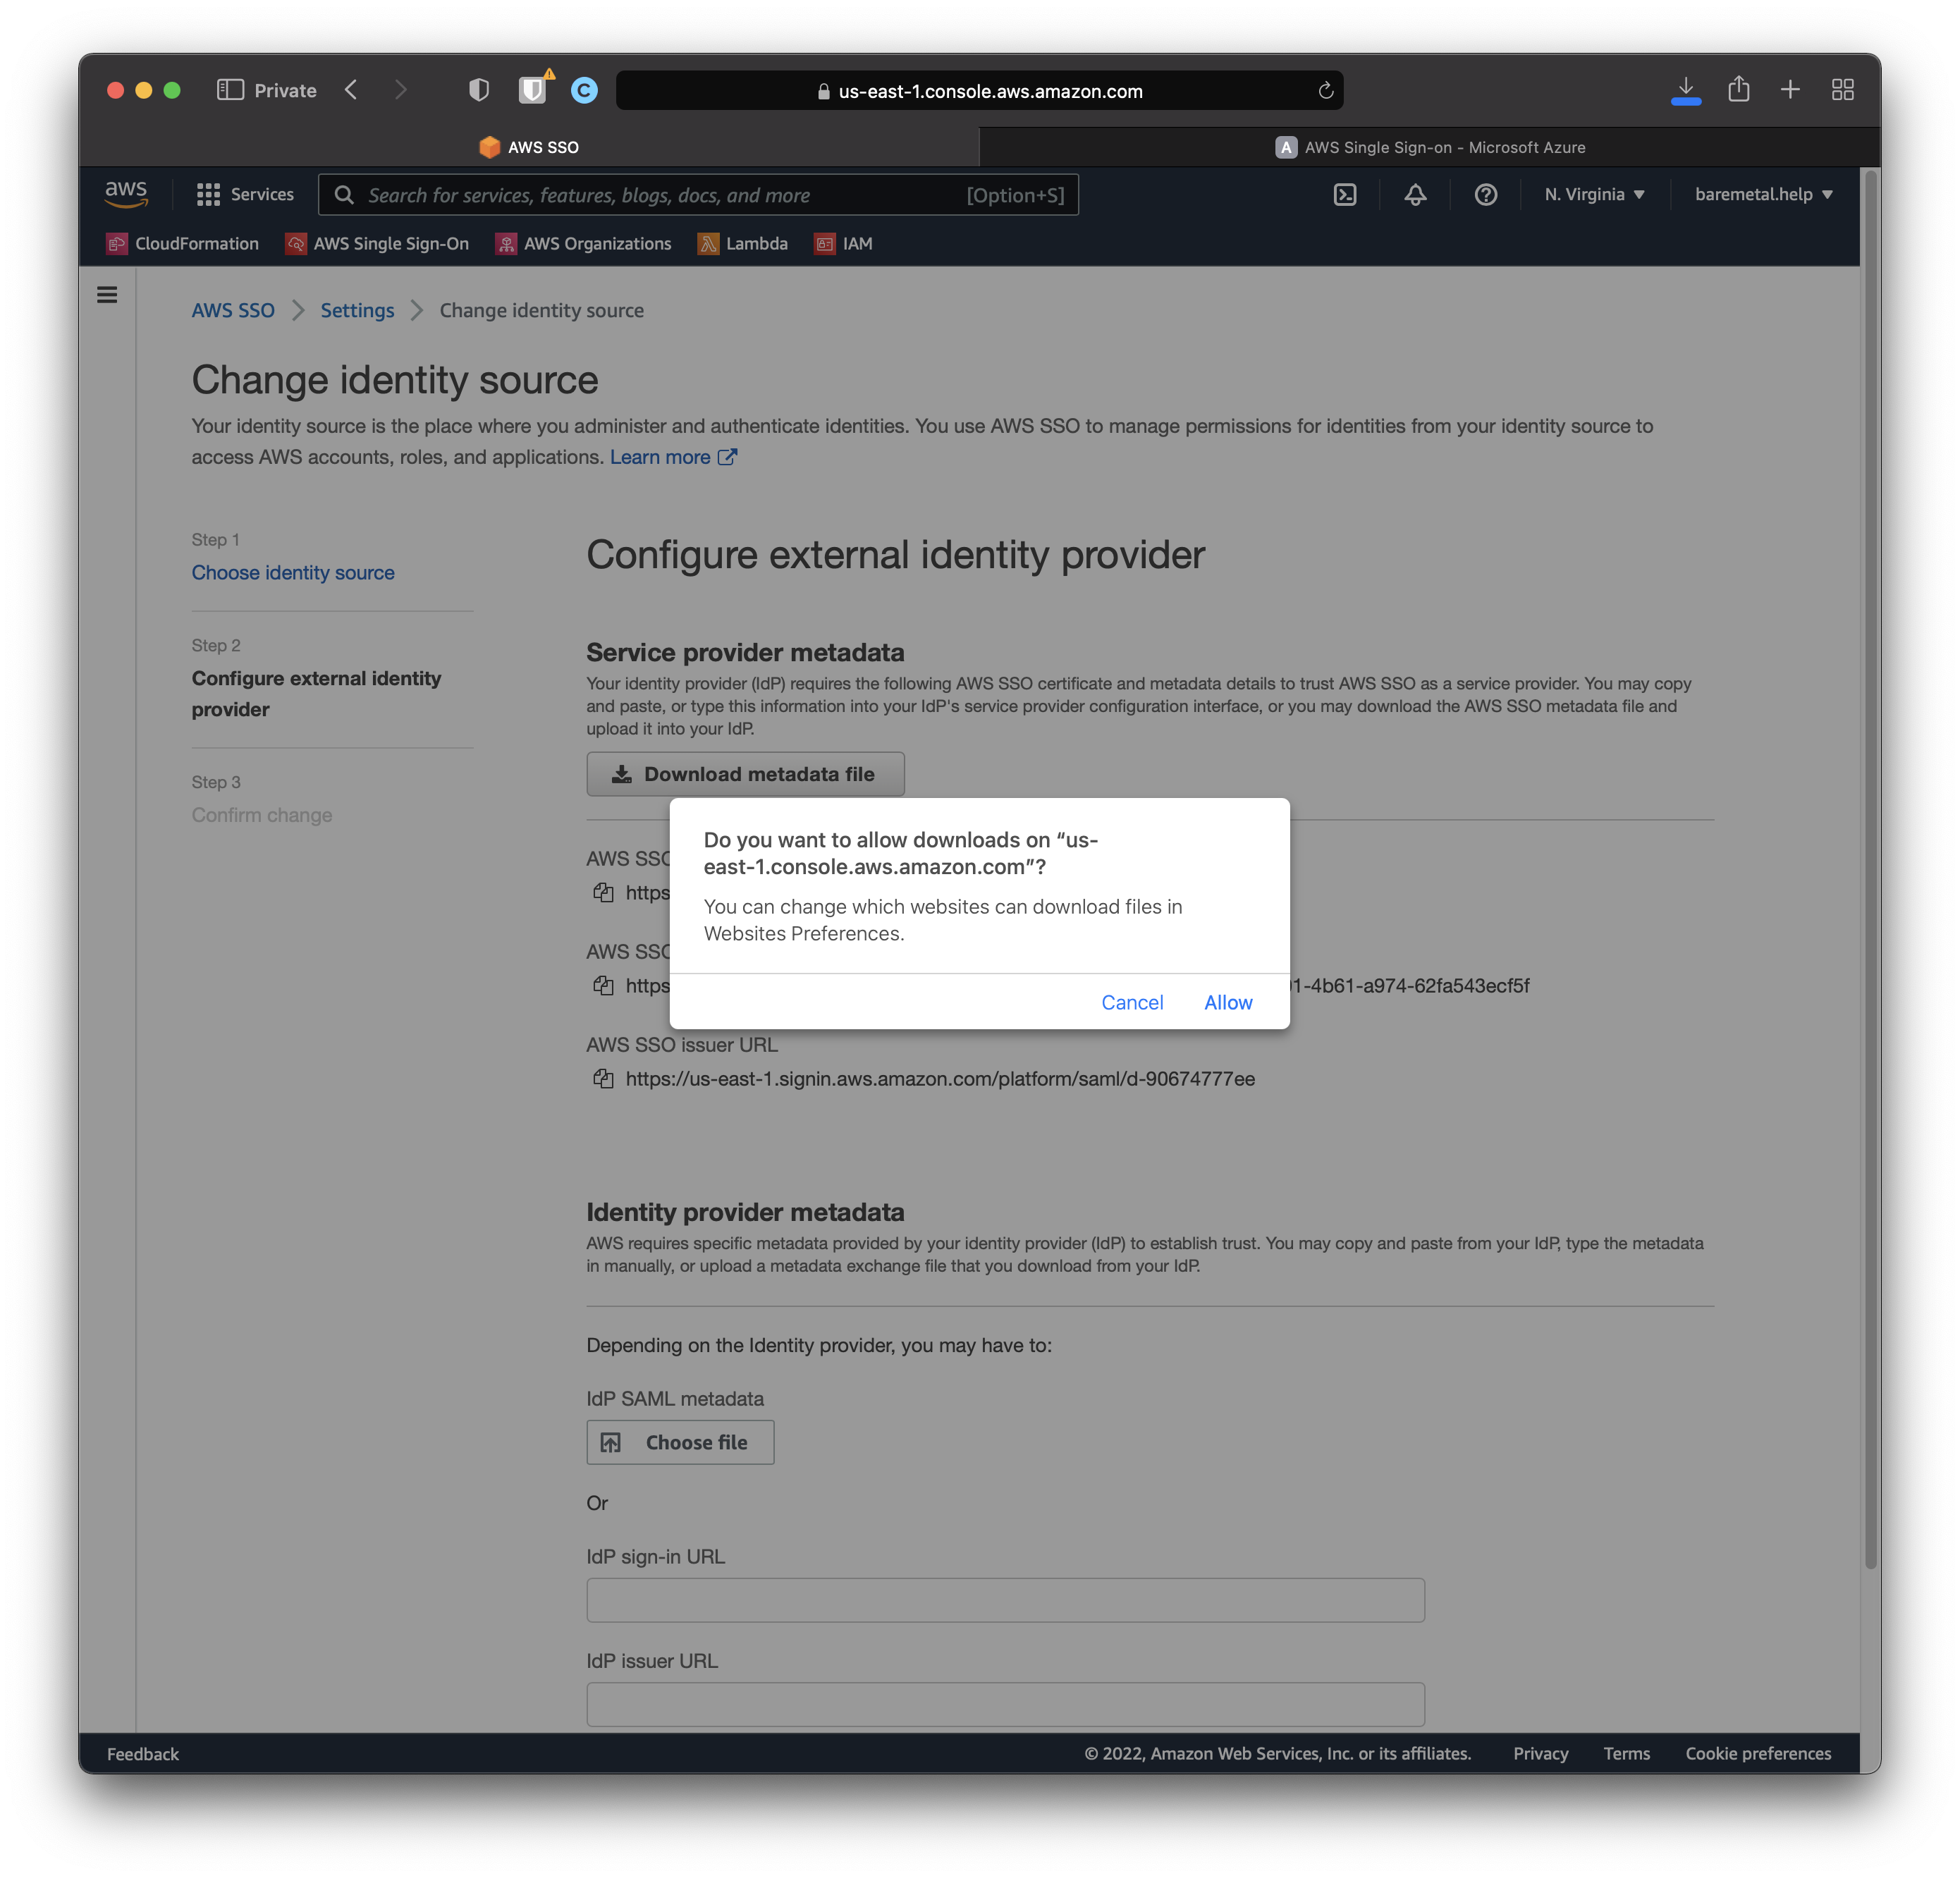 Private
us-east-1.console.aws.amazon.com
AWS SSO
A AWS Single Sign-on - Microsoft Azure
aws
Services
Search for services, features, blogs, docs, and more [Option+S]
N. Virginia
baremetal.help
CloudFormation
AWS Single Sign-On
AWS Organizations
Lambda
IAM
AWS SSO
Settings
Change identity source
Change identity source
Your identity source is the place where you administer and authenticate identities. You use AWS SSO to manage permissions for identities from your identity source to
access AWS accounts, roles, and applications. Learn more
Step 1
Choose identity source
Step 2
Configure external identity
provider
Step 3
Confirm change
Configure external identity provider
Service provider metadata
Your identity provider (IdP) requires the following AWS SSO certificate and metadata details to trust AWS SSO as a service provider. You may copy
and paste, or type this information into your IdP's service provider configuration interface, or you may download the AWS SSO metadata file and
upload it into your IdP.
Download metadata file
Do you want to allow downloads on “us-
east-1.console.aws.amazon.com”?
You can change which websites can download files in
Websites Preferences.
Cancel
Allow
AWS SSO
https
AWS SSO
https
1-4b61-a974-62fa543ecf5f
AWS SSO issuer URL
https://us-east-1.signin.aws.amazon.com/platform/saml/d-90674777ee
Identity provider metadata
AWS requires specific metadata provided by your identity provider (IdP) to establish trust. You may copy and paste from your IdP, type the metadata
in manually, or upload a metadata exchange file that you download from your IdP.
Depending on the Identity provider, you may have to:
IdP SAML metadata
Choose file
Or
IdP sign-in URL
IdP issuer URL
Feedback
© 2022, Amazon Web Services, Inc. or its affiliates.
Privacy
Terms
Cookie preferences